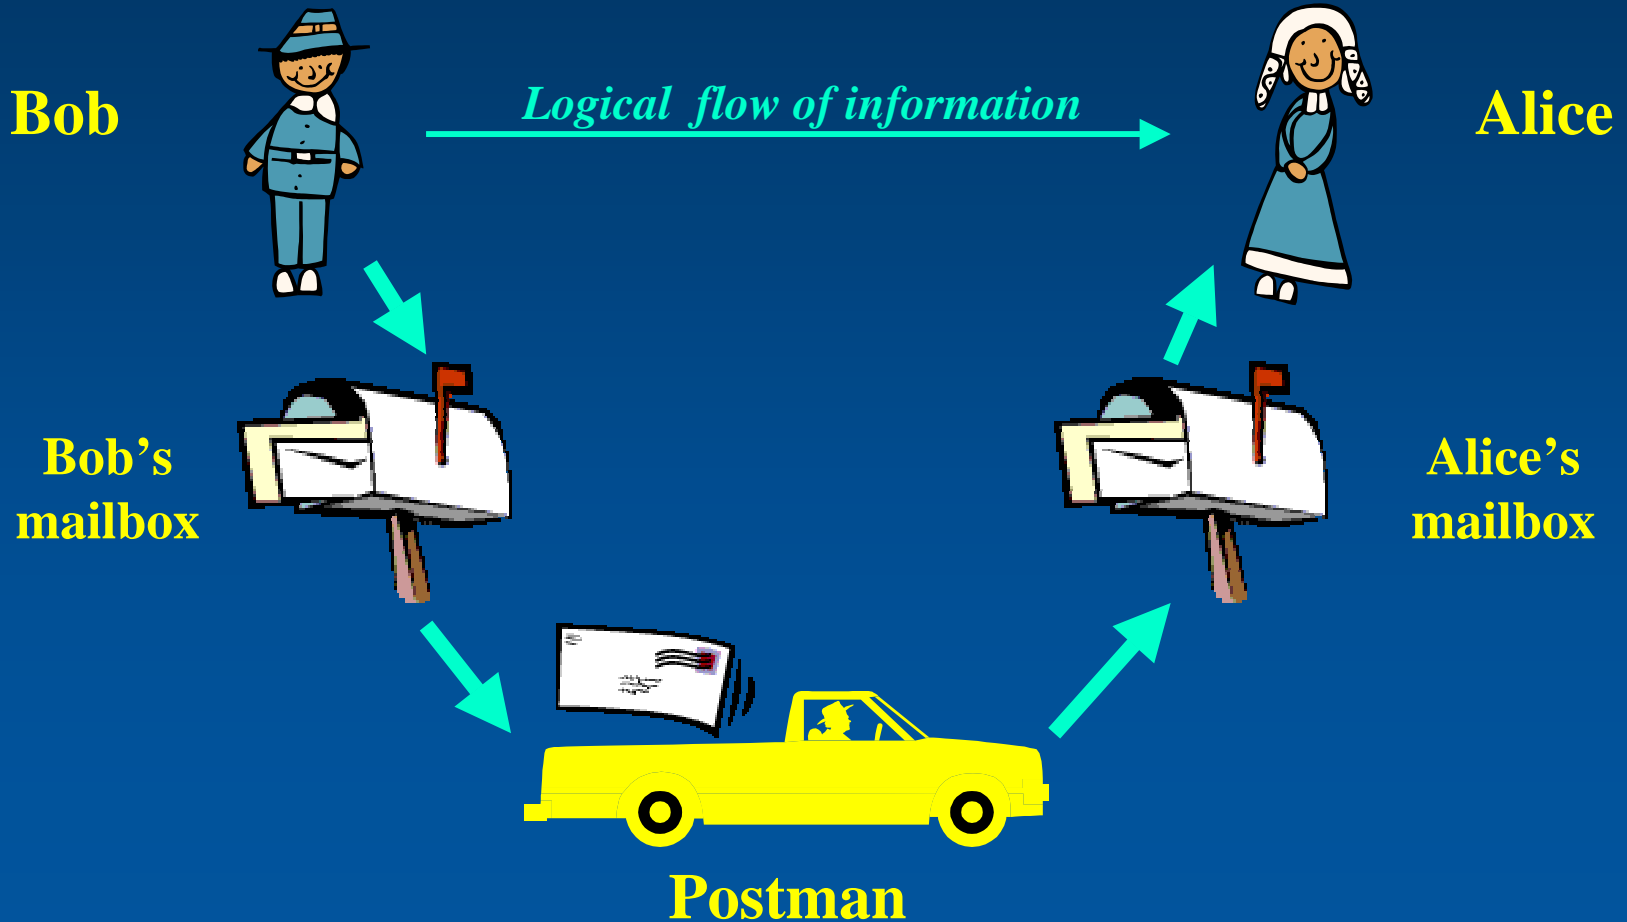 Bob
Logical flow of information
Alice
Bob’s
mailbox
Alice’s
mailbox
Postman